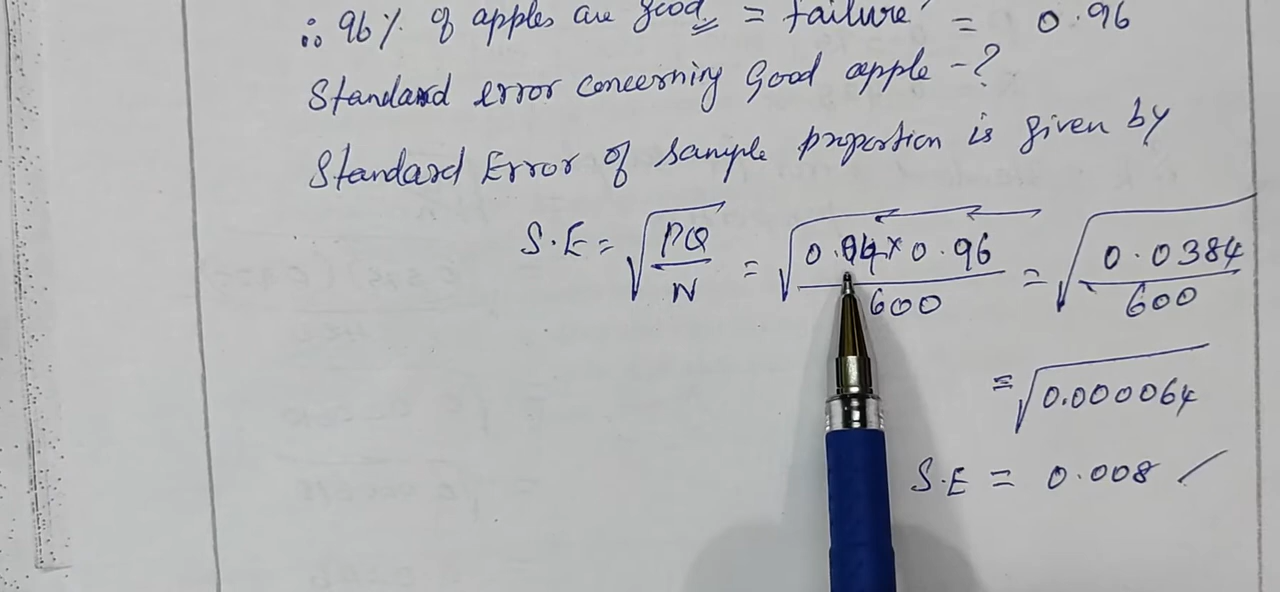 ∴ 96% of apples are good = failure = 0.96
Standard error concerning Good apple - ?
Standard Error of sample proportion is given by
S.E = √(PQ/N) = √(0.04×0.96/600) = √(0.0384/600)
= √0.000064
S.E = 0.008